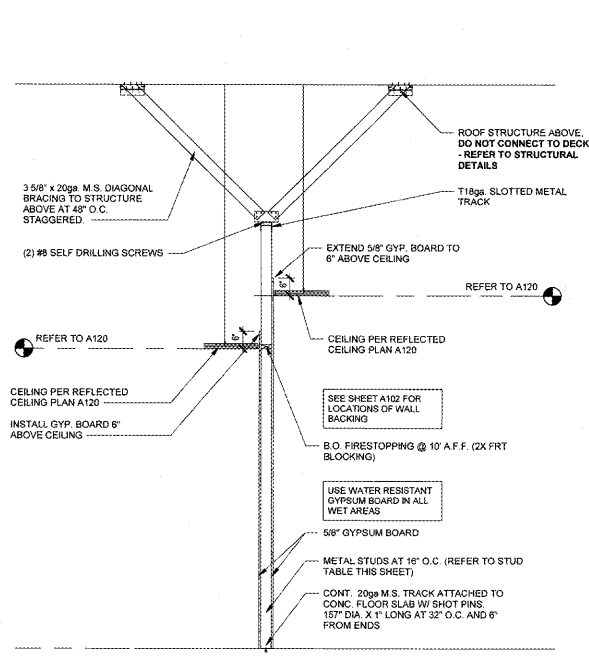 ROOF STRUCTURE ABOVE,
DO NOT CONNECT TO DECK
- REFER TO STRUCTURAL
DETAILS
3 5/8" x 20ga. M.S. DIAGONAL
BRACING TO STRUCTURE
ABOVE AT 48" O.C.
STAGGERED.
T18ga. SLOTTED METAL
TRACK
(2) #8 SELF DRILLING SCREWS
EXTEND 5/8" GYP. BOARD TO
6" ABOVE CEILING
6"
REFER TO A120
REFER TO A120
6"
CEILING PER REFLECTED
CEILING PLAN A120
CEILING PER REFLECTED
CEILING PLAN A120
SEE SHEET A102 FOR
LOCATIONS OF WALL
BACKING
INSTALL GYP. BOARD 6"
ABOVE CEILING
B.O. FIRESTOPPING @ 10' A.F.F. (2X FRT
BLOCKING)
USE WATER RESISTANT
GYPSUM BOARD IN ALL
WET AREAS
5/8" GYPSUM BOARD
METAL STUDS AT 16" O.C. (REFER TO STUD
TABLE THIS SHEET)
CONT. 20ga M.S. TRACK ATTACHED TO
CONC. FLOOR SLAB W/ SHOT PINS.
157" DIA. X 1" LONG AT 32" O.C. AND 6"
FROM ENDS